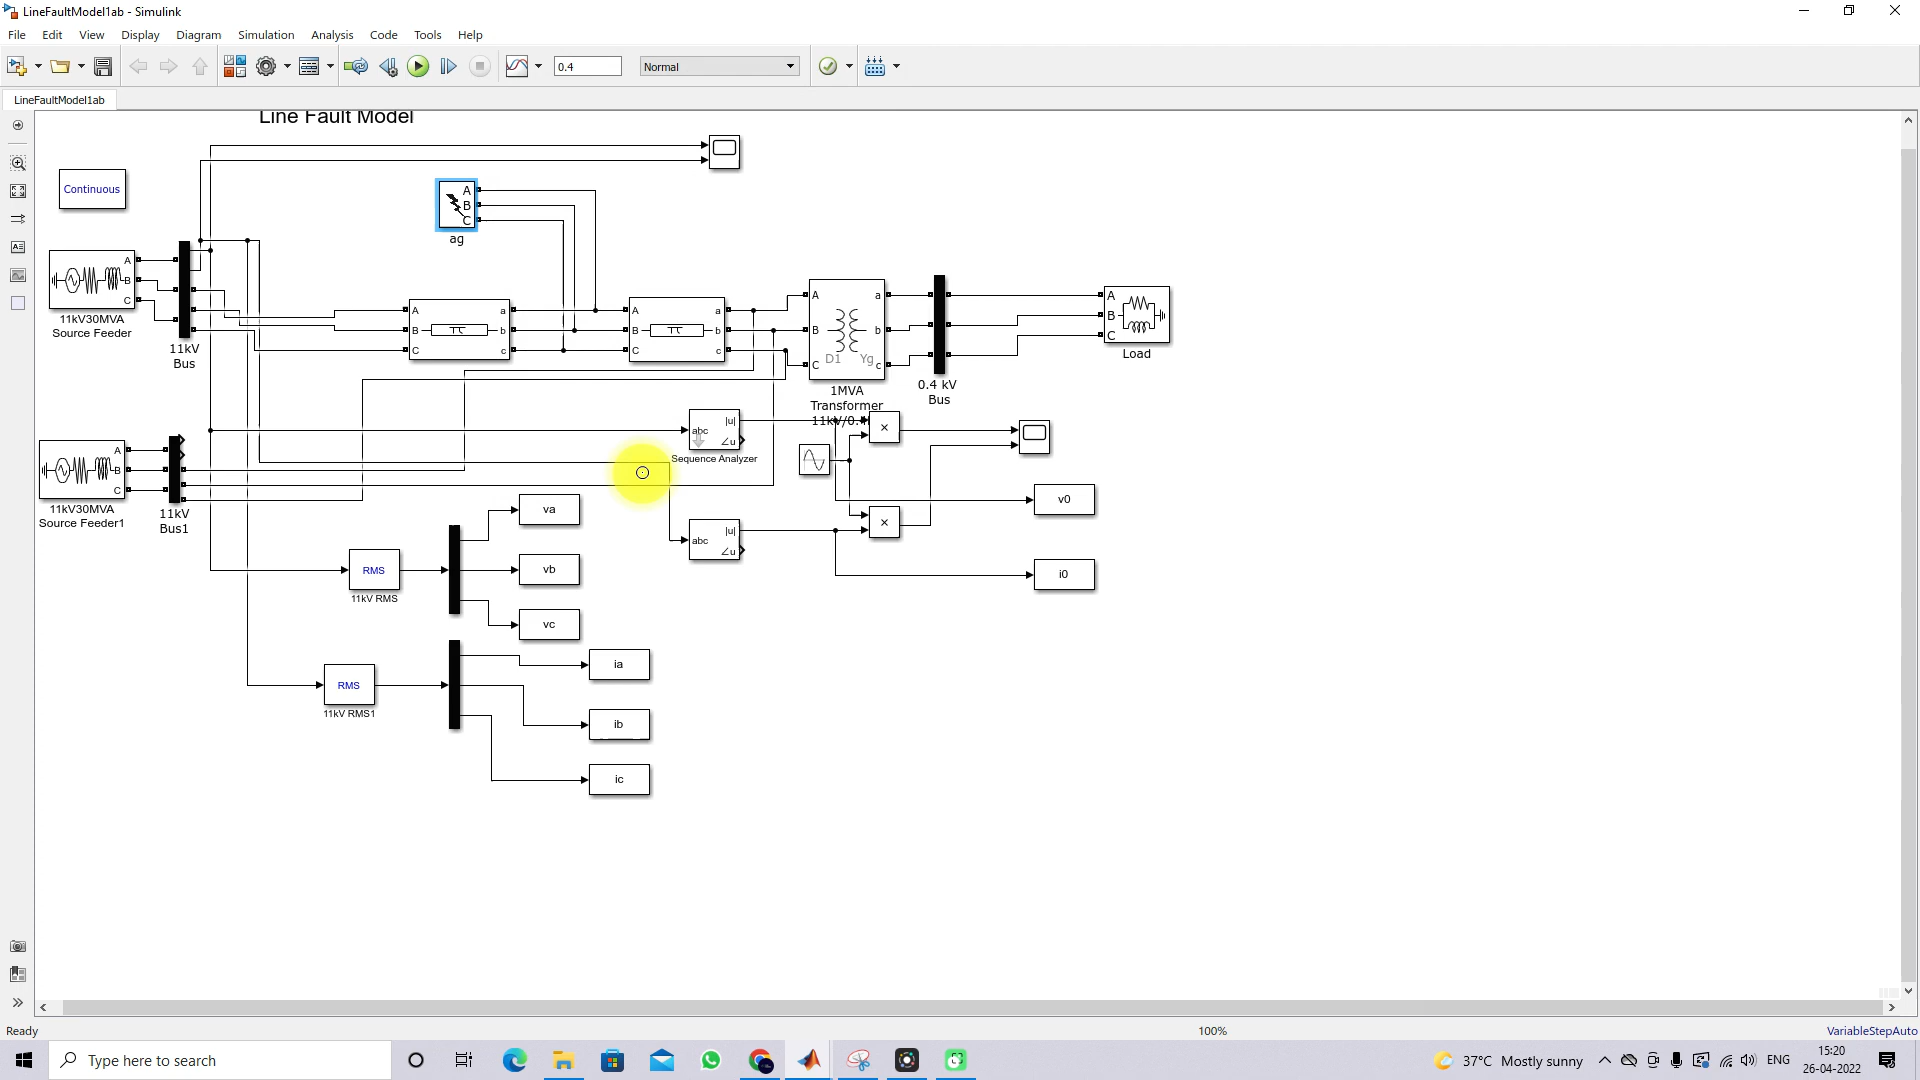 LineFaultModel1ab - Simulink
File Edit View Display Diagram Simulation Analysis Code Tools Help
0.4
Normal
LineFaultModel1ab
Line Fault Model
Continuous
A
B
C
ag
A
B
C
11kV30MVA
Source Feeder
11kV
Bus
A
B
C
a
b
c
A
B
C
a
b
c
A
B
C
a
b
c
D1 Yg
1MVA
Transformer
0.4 kV
Bus
A
B
C
Load
A
B
C
11kV30MVA
Source Feeder1
11kV
Bus1
abc
|u|
∠u
Sequence Analyzer
×
v0
abc
|u|
∠u
×
i0
va
vb
vc
RMS
11kV RMS
RMS
11kV RMS1
ia
ib
ic
Ready
100%
VariableStepAuto
Type here to search
37°C Mostly sunny
ENG
15:20
26-04-2022